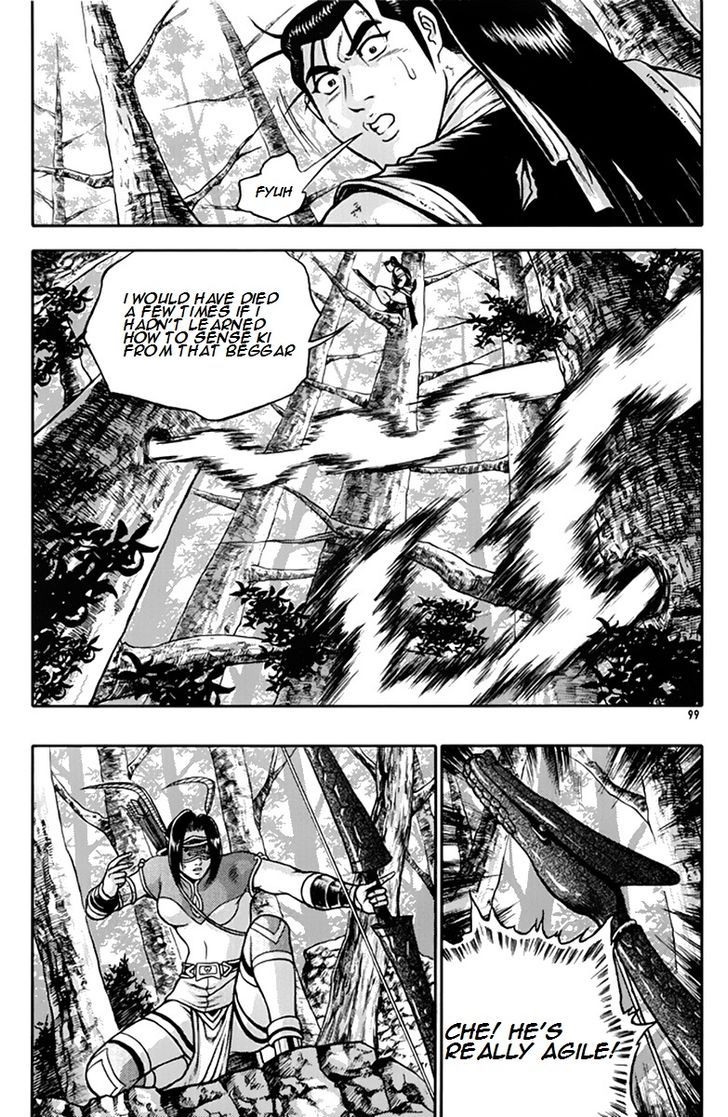 FYUH
I WOULD HAVE DIED
A FEW TIMES IF I
HADN'T LEARNED
HOW TO SENSE KI
FROM THAT BEGGAR
99
CHE! HE'S
REALLY AGILE!